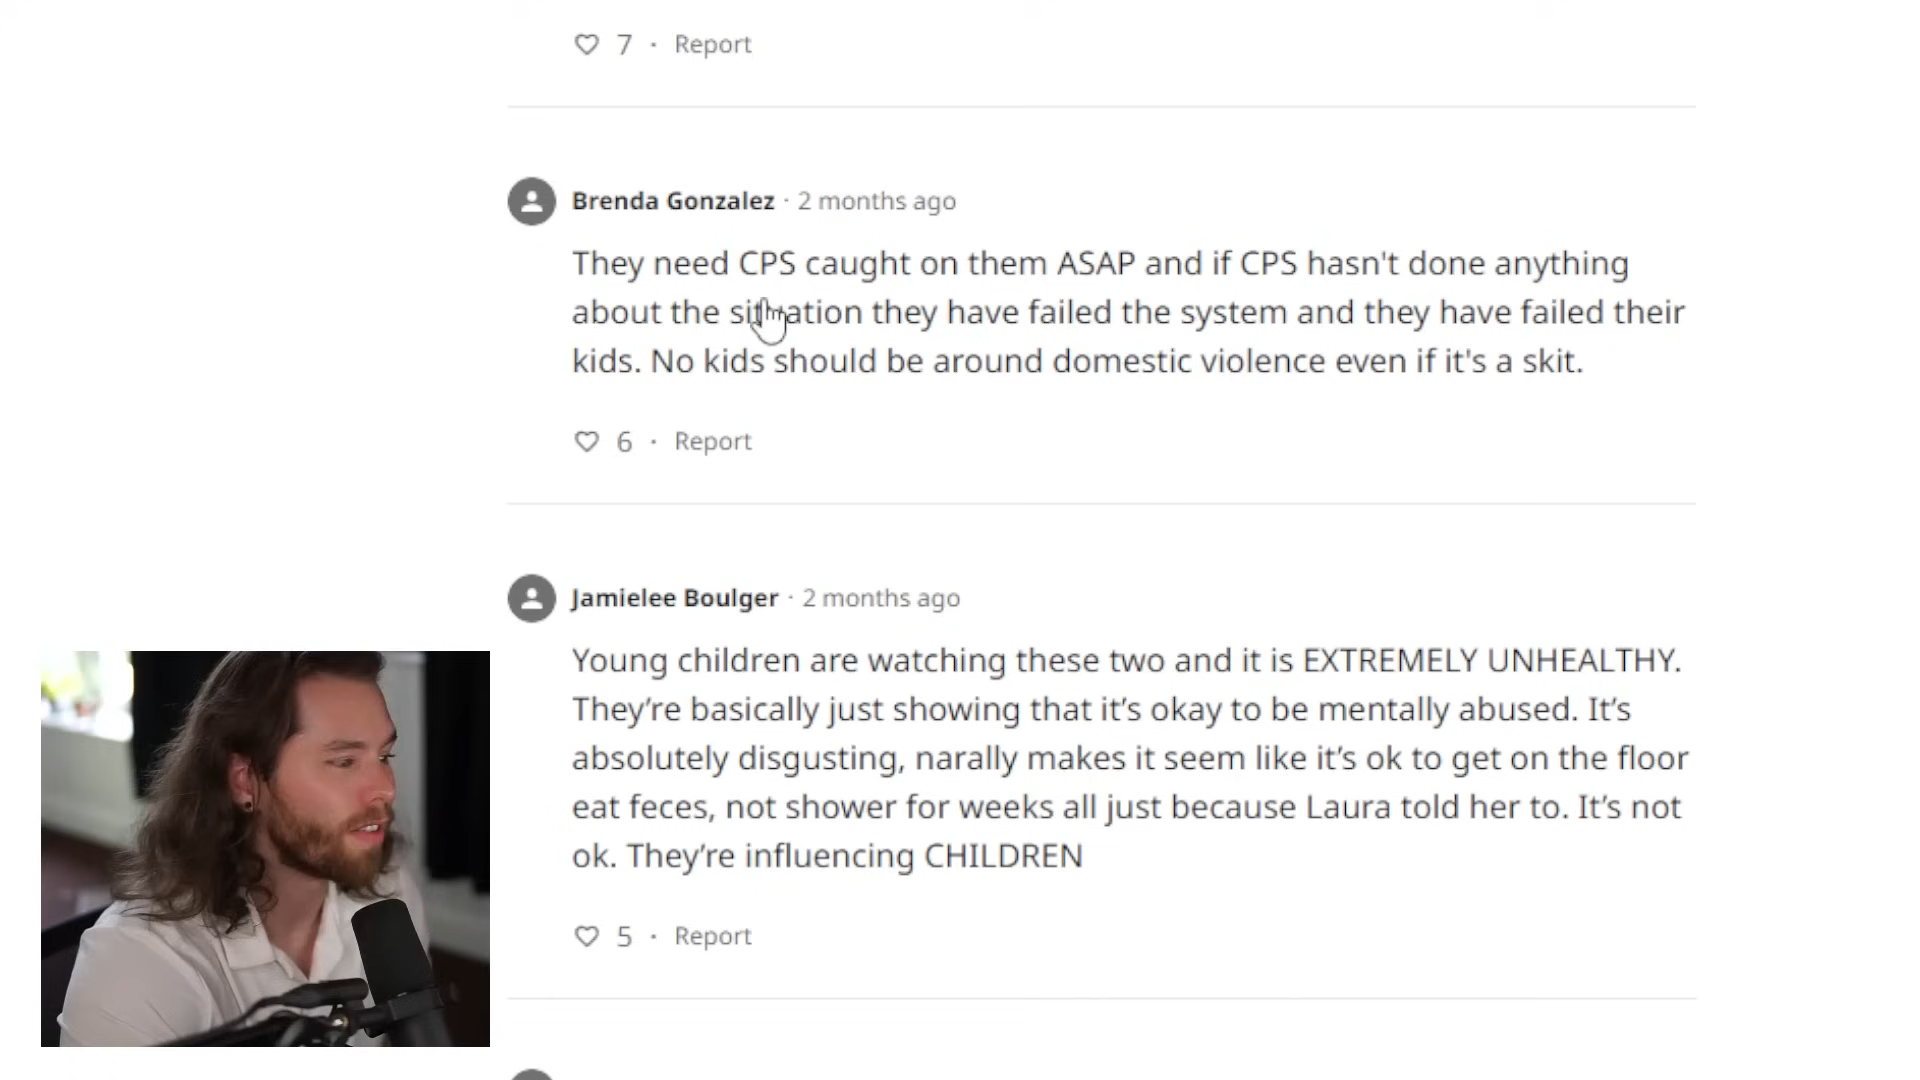 7 · Report
Brenda Gonzalez · 2 months ago
They need CPS caught on them ASAP and if CPS hasn't done anything
about the situation they have failed the system and they have failed their
kids. No kids should be around domestic violence even if it's a skit.
6 · Report
Jamielee Boulger · 2 months ago
Young children are watching these two and it is EXTREMELY UNHEALTHY.
They’re basically just showing that it’s okay to be mentally abused. It’s
absolutely disgusting, narally makes it seem like it’s ok to get on the floor
eat feces, not shower for weeks all just because Laura told her to. It’s not
ok. They’re influencing CHILDREN
5 · Report